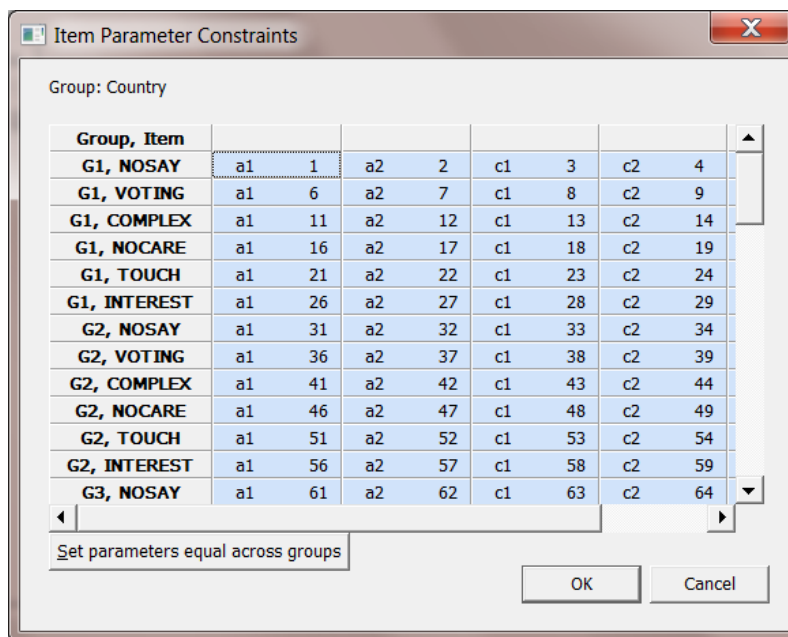 Item Parameter Constraints
Group: Country
Group, Item
G1, NOSAY a1 1 a2 2 c1 3 c2 4
G1, VOTING a1 6 a2 7 c1 8 c2 9
G1, COMPLEX a1 11 a2 12 c1 13 c2 14
G1, NOCARE a1 16 a2 17 c1 18 c2 19
G1, TOUCH a1 21 a2 22 c1 23 c2 24
G1, INTEREST a1 26 a2 27 c1 28 c2 29
G2, NOSAY a1 31 a2 32 c1 33 c2 34
G2, VOTING a1 36 a2 37 c1 38 c2 39
G2, COMPLEX a1 41 a2 42 c1 43 c2 44
G2, NOCARE a1 46 a2 47 c1 48 c2 49
G2, TOUCH a1 51 a2 52 c1 53 c2 54
G2, INTEREST a1 56 a2 57 c1 58 c2 59
G3, NOSAY a1 61 a2 62 c1 63 c2 64
Set parameters equal across groups
OK Cancel